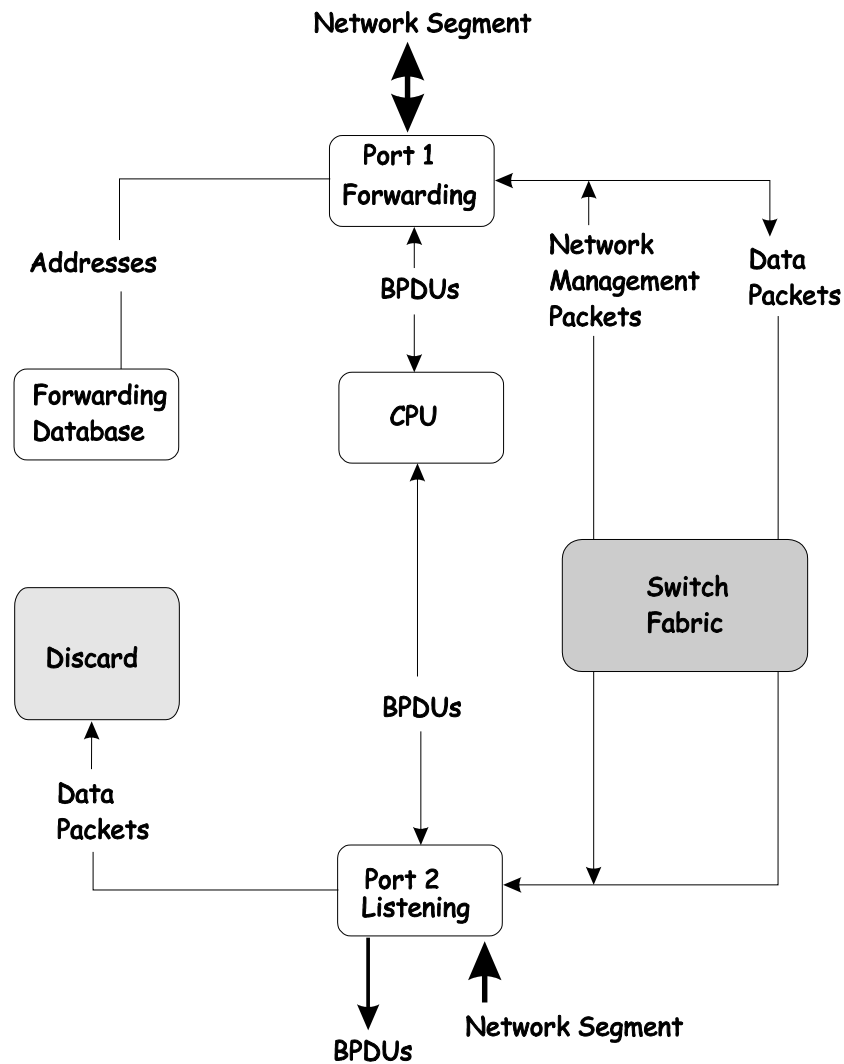 Network Segment
Port 1
Forwarding
Addresses
BPDUs
Network
Management
Packets
Data
Packets
Forwarding
Database
CPU
Switch
Fabric
Discard
BPDUs
Data
Packets
Port 2
Listening
Network Segment
BPDUs